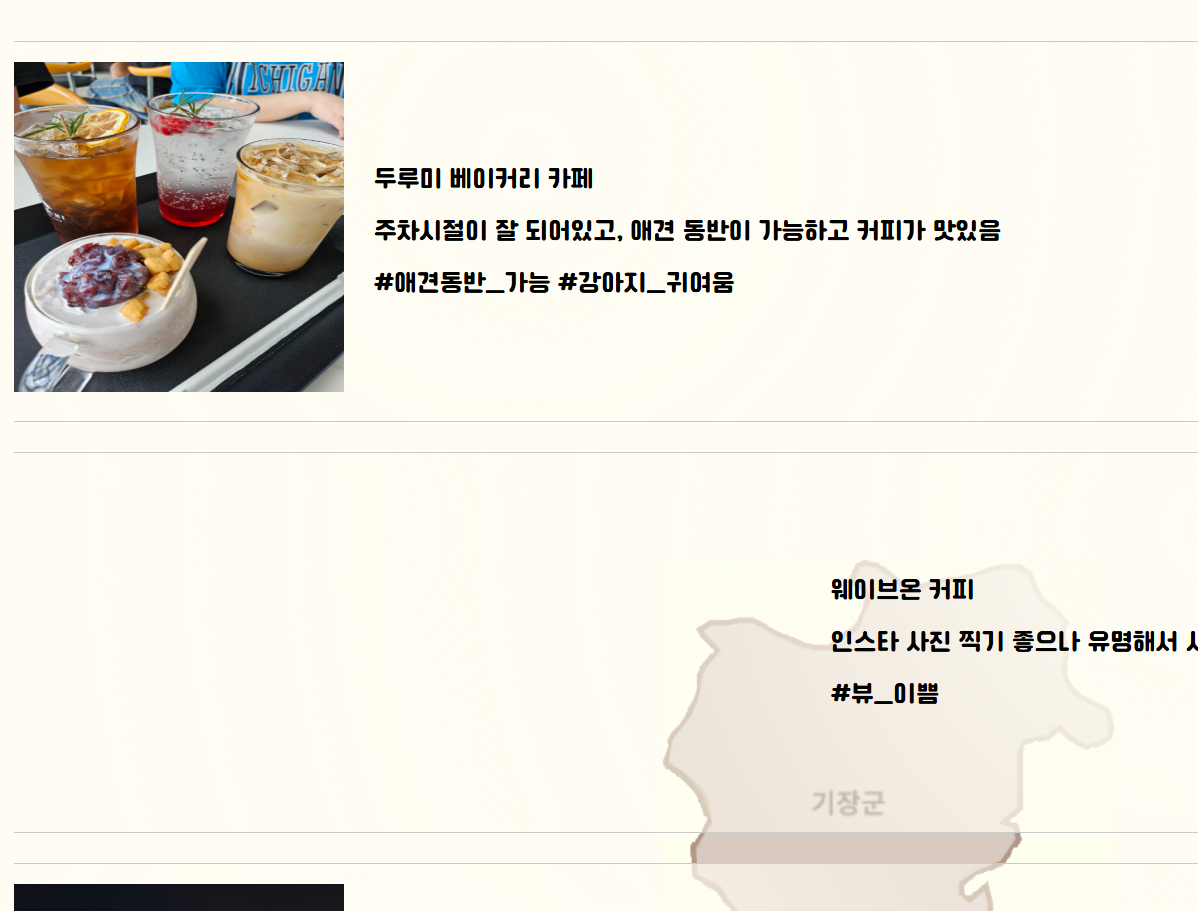 ICHIGAN
두루미 베이커리 카페
주차시절이 잘 되어있고, 애견 동반이 가능하고 커피가 맛있음
#애견동반_가능 #강아지_귀여움
웨이브온 커피
인스타 사진 찍기 좋으나 유명해서
#뷰_이쁨
기장군